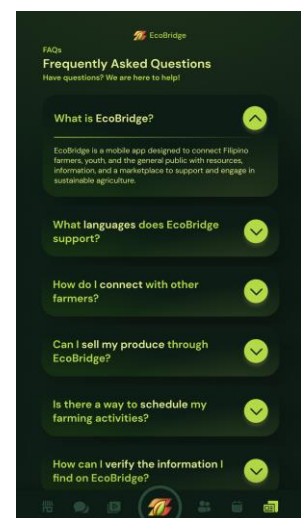 EcoBridge
FAQs
Frequently Asked Questions
Have questions? We are here to help!
What is EcoBridge?
EcoBridge is a mobile app designed to connect Filipino
farmers, youth, and the general public with resources,
information, and a marketplace to support and engage in
sustainable agriculture.
What languages does EcoBridge
support?
How do I connect with other
farmers?
Can I sell my produce through
EcoBridge?
Is there a way to schedule my
farming activities?
How can I verify the information I
find on EcoBridge?